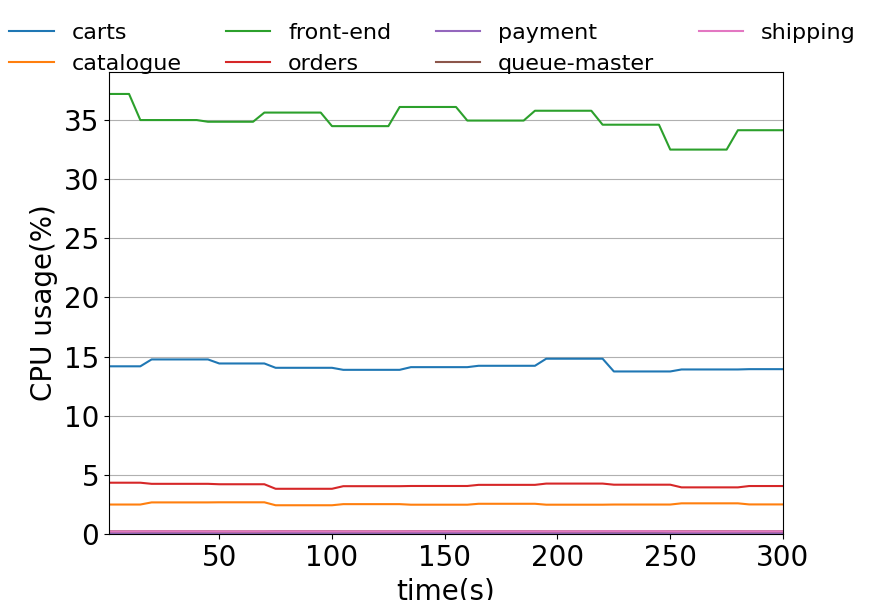 carts front-end payment shipping
catalogue orders queue-master
35
30
25
20
15
10
5
0
CPU usage(%)
50 100 150 200 250 300
time(s)